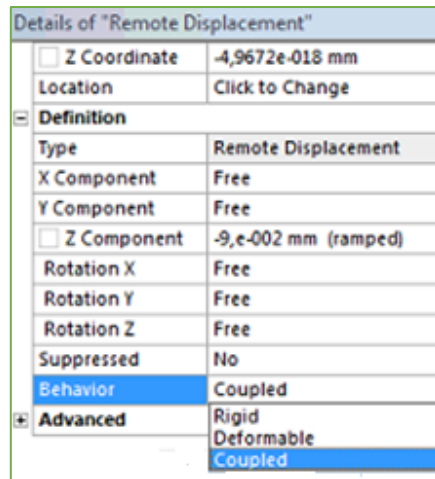 Details of "Remote Displacement"
Z Coordinate -4,9672e-018 mm
Location Click to Change
Definition
Type Remote Displacement
X Component Free
Y Component Free
Z Component -9,e-002 mm (ramped)
Rotation X Free
Rotation Y Free
Rotation Z Free
Suppressed No
Behavior Coupled
Advanced Rigid
Deformable
Coupled